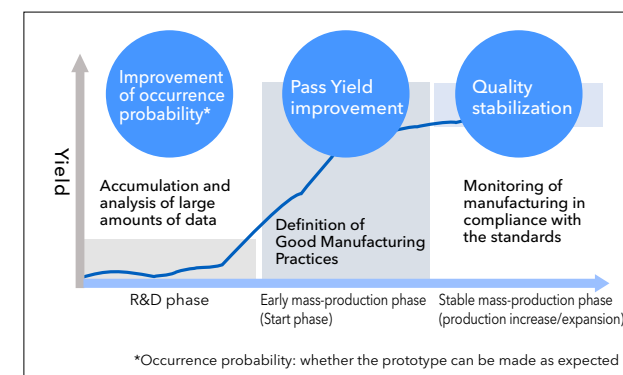 Yield
Improvement
of occurrence
probability*
Pass Yield
improvement
Quality
stabilization
Accumulation and
analysis of large
amounts of data
Definition of
Good Manufacturing
Practices
Monitoring of
manufacturing in
compliance with
the standards
R&D phase
Early mass-production phase
(Start phase)
Stable mass-production phase
(production increase/expansion)
*Occurrence probability: whether the prototype can be made as expected